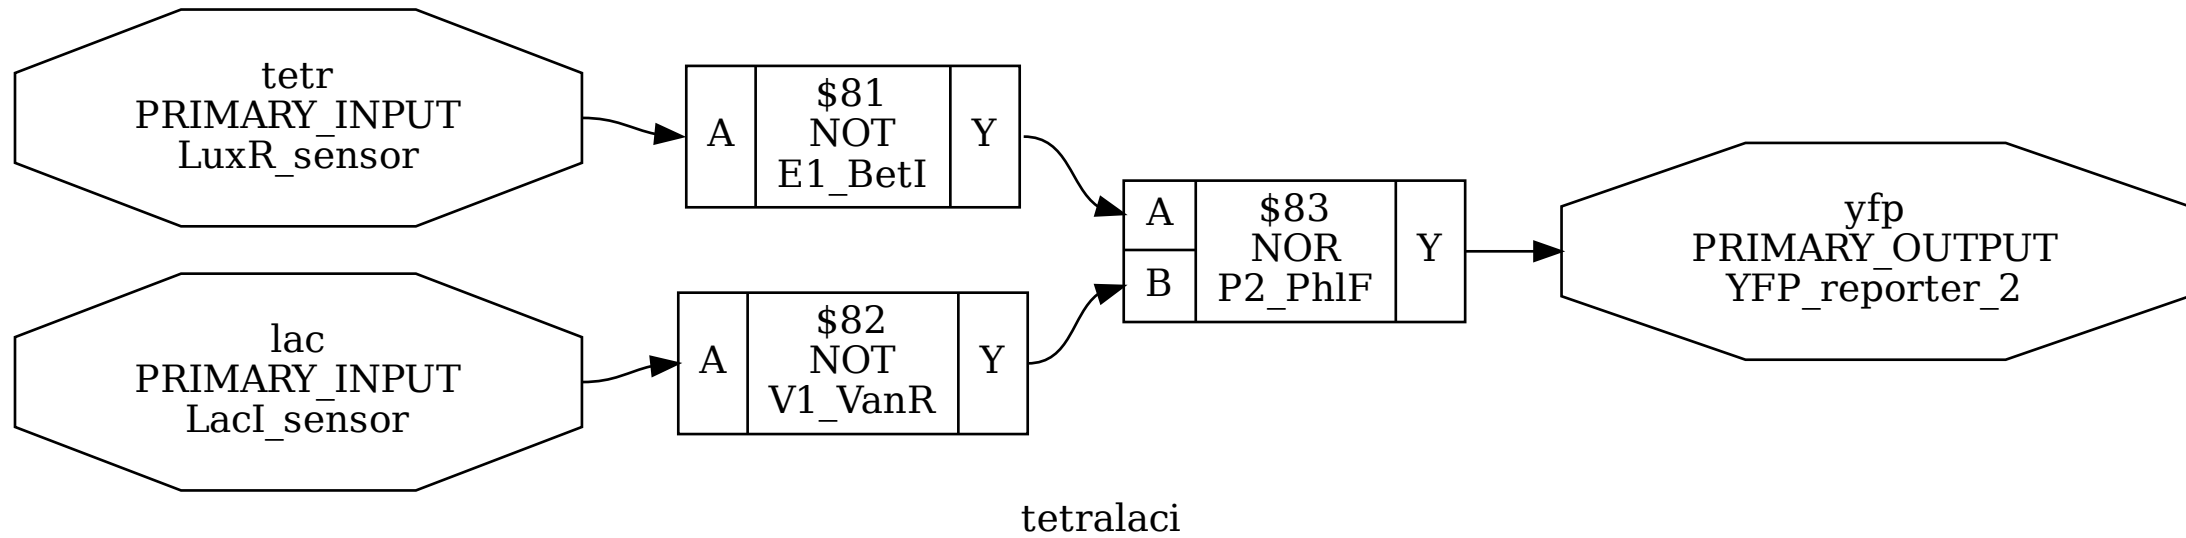 tetr
PRIMARY_INPUT
LuxR_sensor
A
$81
NOT
E1_BetI
Y
lac
PRIMARY_INPUT
LacI_sensor
A
$82
NOT
V1_VanR
Y
A
B
$83
NOR
P2_PhlF
Y
yfp
PRIMARY_OUTPUT
YFP_reporter_2
tetralaci